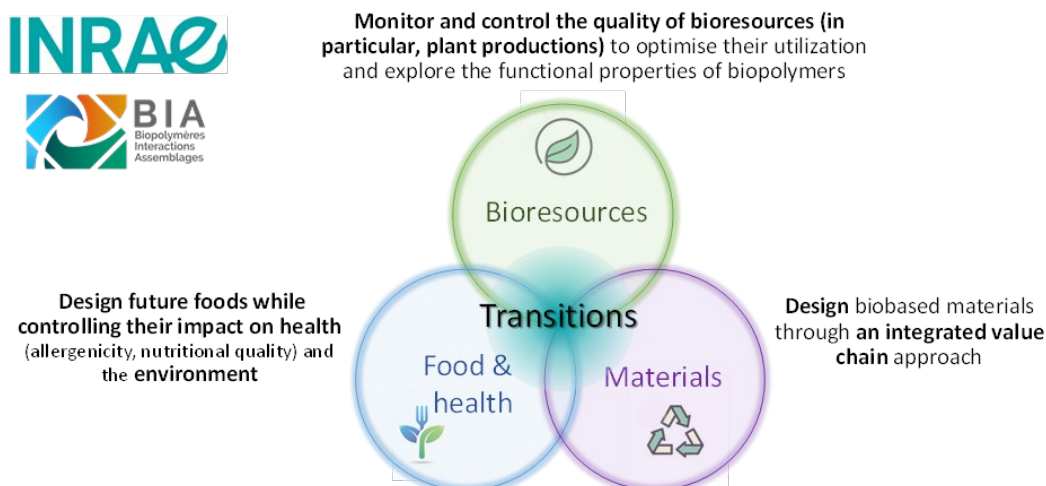 INRAE
BIA
Biopolymères
Interactions
Assemblages
Monitor and control the quality of bioresources (in
particular, plant productions) to optimise their utilization
and explore the functional properties of biopolymers
Bioresources
Transitions
Design future foods while
controlling their impact on health
(allergenicity, nutritional quality) and
the environment
Food &
health
Materials
Design biobased materials
through an integrated value
chain approach